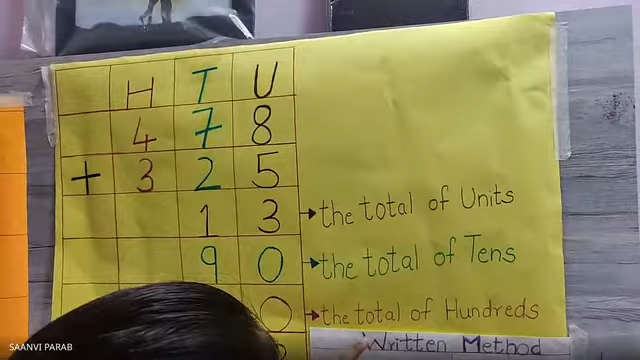 H T U
4 7 8
+ 3 2 5
1 3 → the total of Units
9 0 → the total of Tens
0 → the total of Hundreds
Written Method
SAANVI PARAB